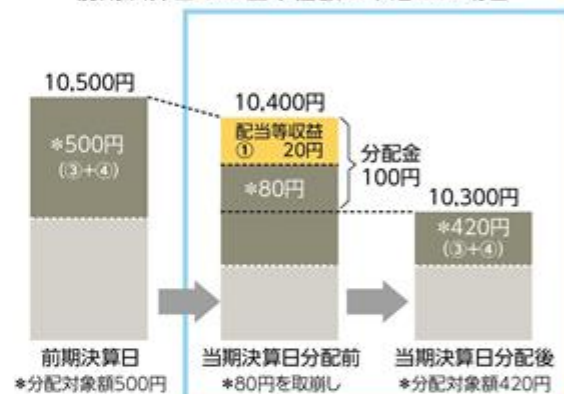 10,500円
10,400円
配当等収益
① 20円
*500円
(③+④)
分配金
100円
*80円
10,300円
*420円
(③+④)
前期決算日
当期決算日分配前
当期決算日分配後
*分配対象額500円
*80円を取崩し
*分配対象額420円